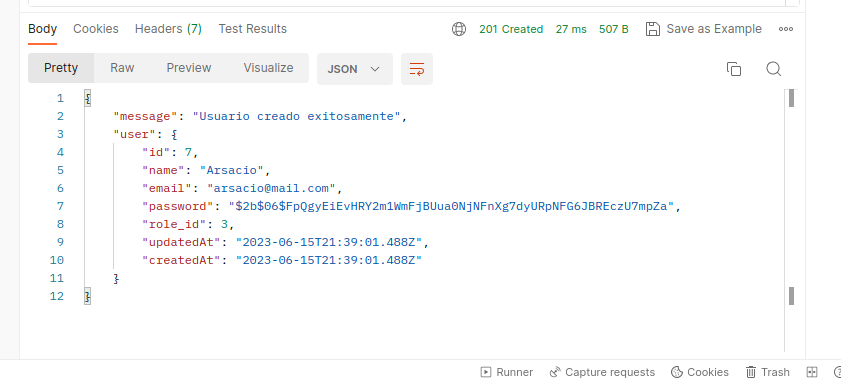 Body Cookies Headers (7) Test Results 201 Created 27 ms 507 B Save as Example
Pretty Raw Preview Visualize JSON
1 {
2 "message": "Usuario creado exitosamente",
3 "user": {
4 "id": 7,
5 "name": "Arsacio",
6 "email": "arsacio@mail.com",
7 "password": "$2b$06$FpQgyEiEvHRY2m1WmFjBUua0NjNFnXg7dyURpNFG6JBREczU7mpZa",
8 "role_id": 3,
9 "updatedAt": "2023-06-15T21:39:01.488Z",
10 "createdAt": "2023-06-15T21:39:01.488Z"
11 }
12 }
Runner Capture requests Cookies Trash